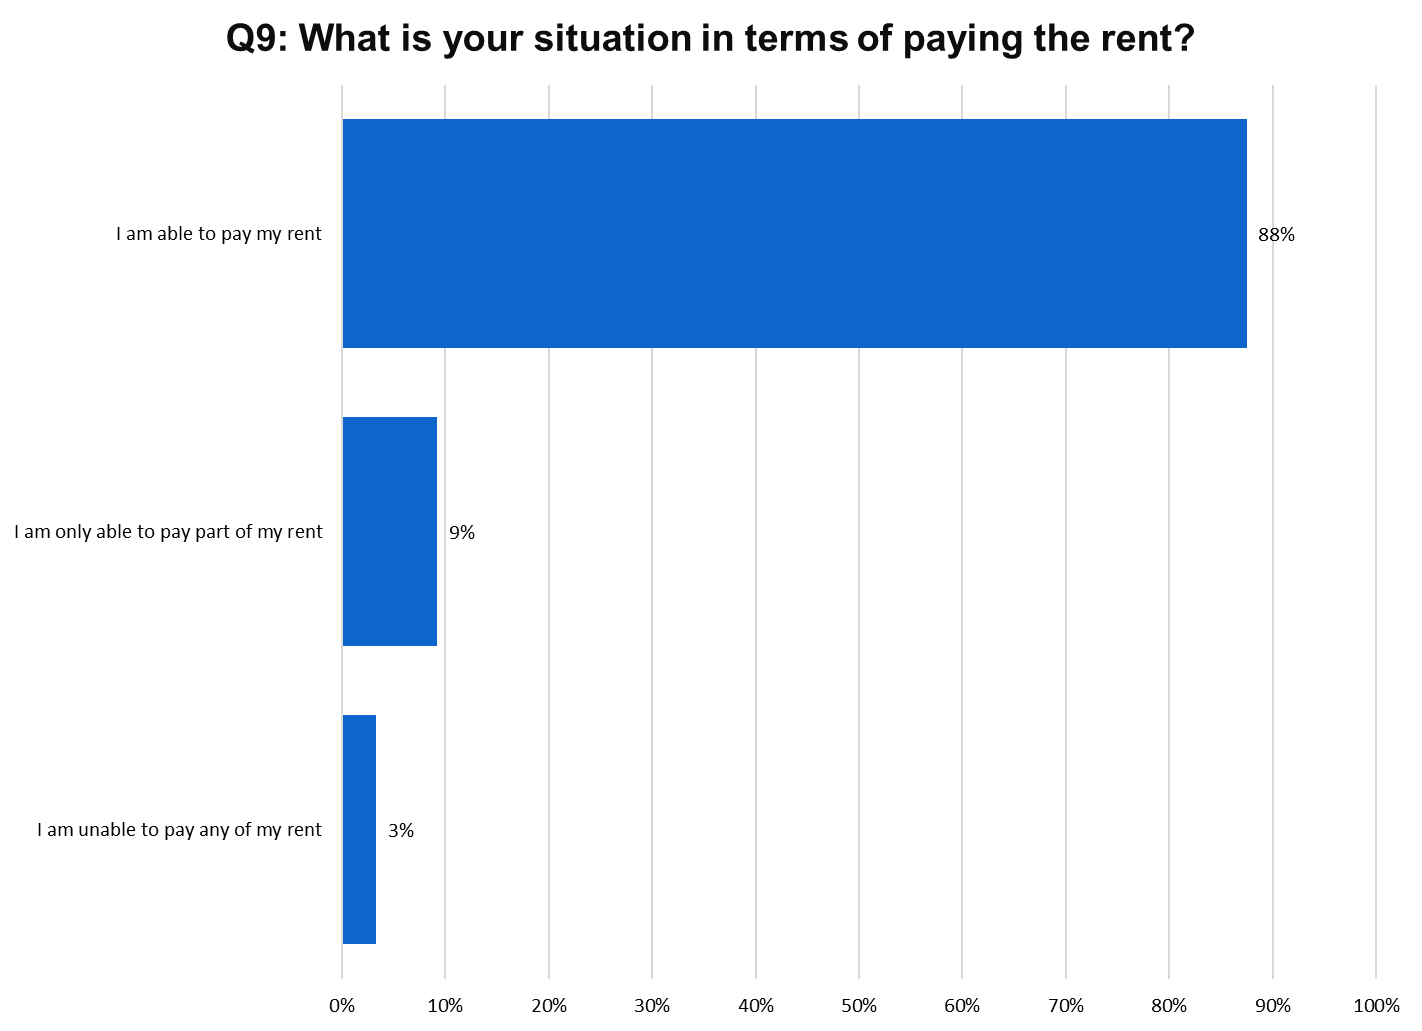 Q9: What is your situation in terms of paying the rent?
I am able to pay my rent
88%
I am only able to pay part of my rent
9%
I am unable to pay any of my rent
3%
0% 10% 20% 30% 40% 50% 60% 70% 80% 90% 100%